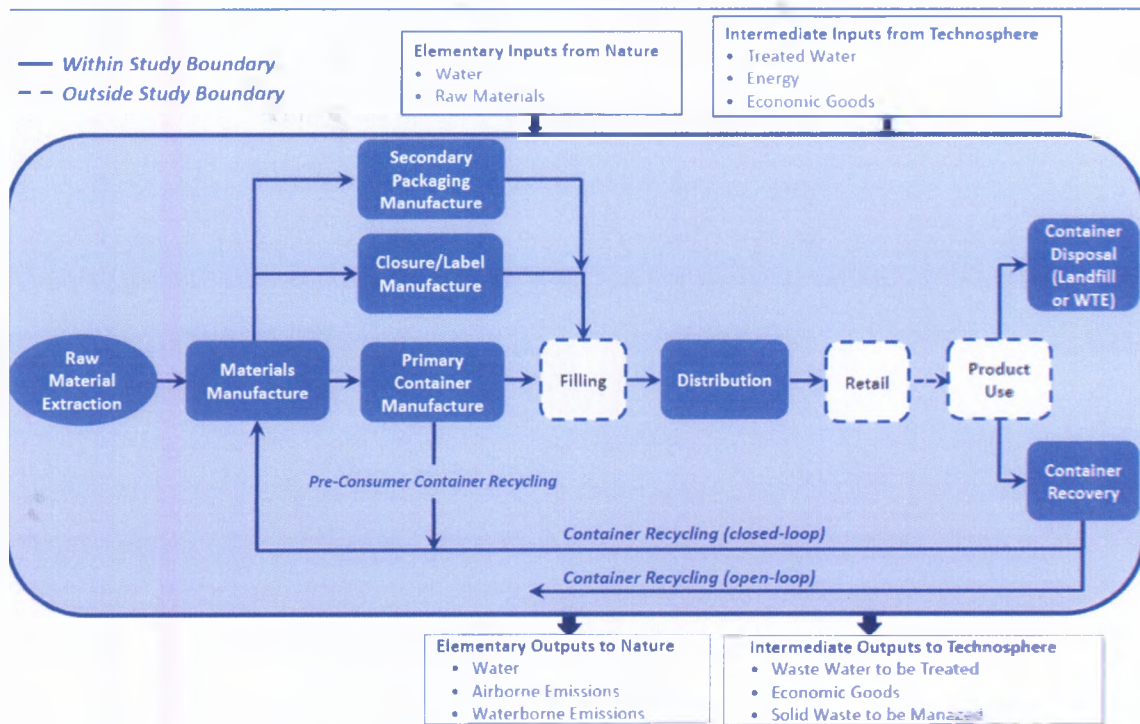 Elementary Inputs from Nature
• Water
• Raw Materials
Intermediate Inputs from Technosphere
• Treated Water
• Energy
• Economic Goods
Within Study Boundary
Outside Study Boundary
Secondary
Packaging
Manufacture
Closure/Label
Manufacture
Container
Disposal
(Landfill
or WTE)
Raw
Material
Extraction
Materials
Manufacture
Primary
Container
Manufacture
Filling
Distribution
Retail
Product
Use
Pre-Consumer Container Recycling
Container
Recovery
Container Recycling (closed-loop)
Container Recycling (open-loop)
Elementary Outputs to Nature
• Water
• Airborne Emissions
• Waterborne Emissions
Intermediate Outputs to Technosphere
• Waste Water to be Treated
• Economic Goods
• Solid Waste to be Managed